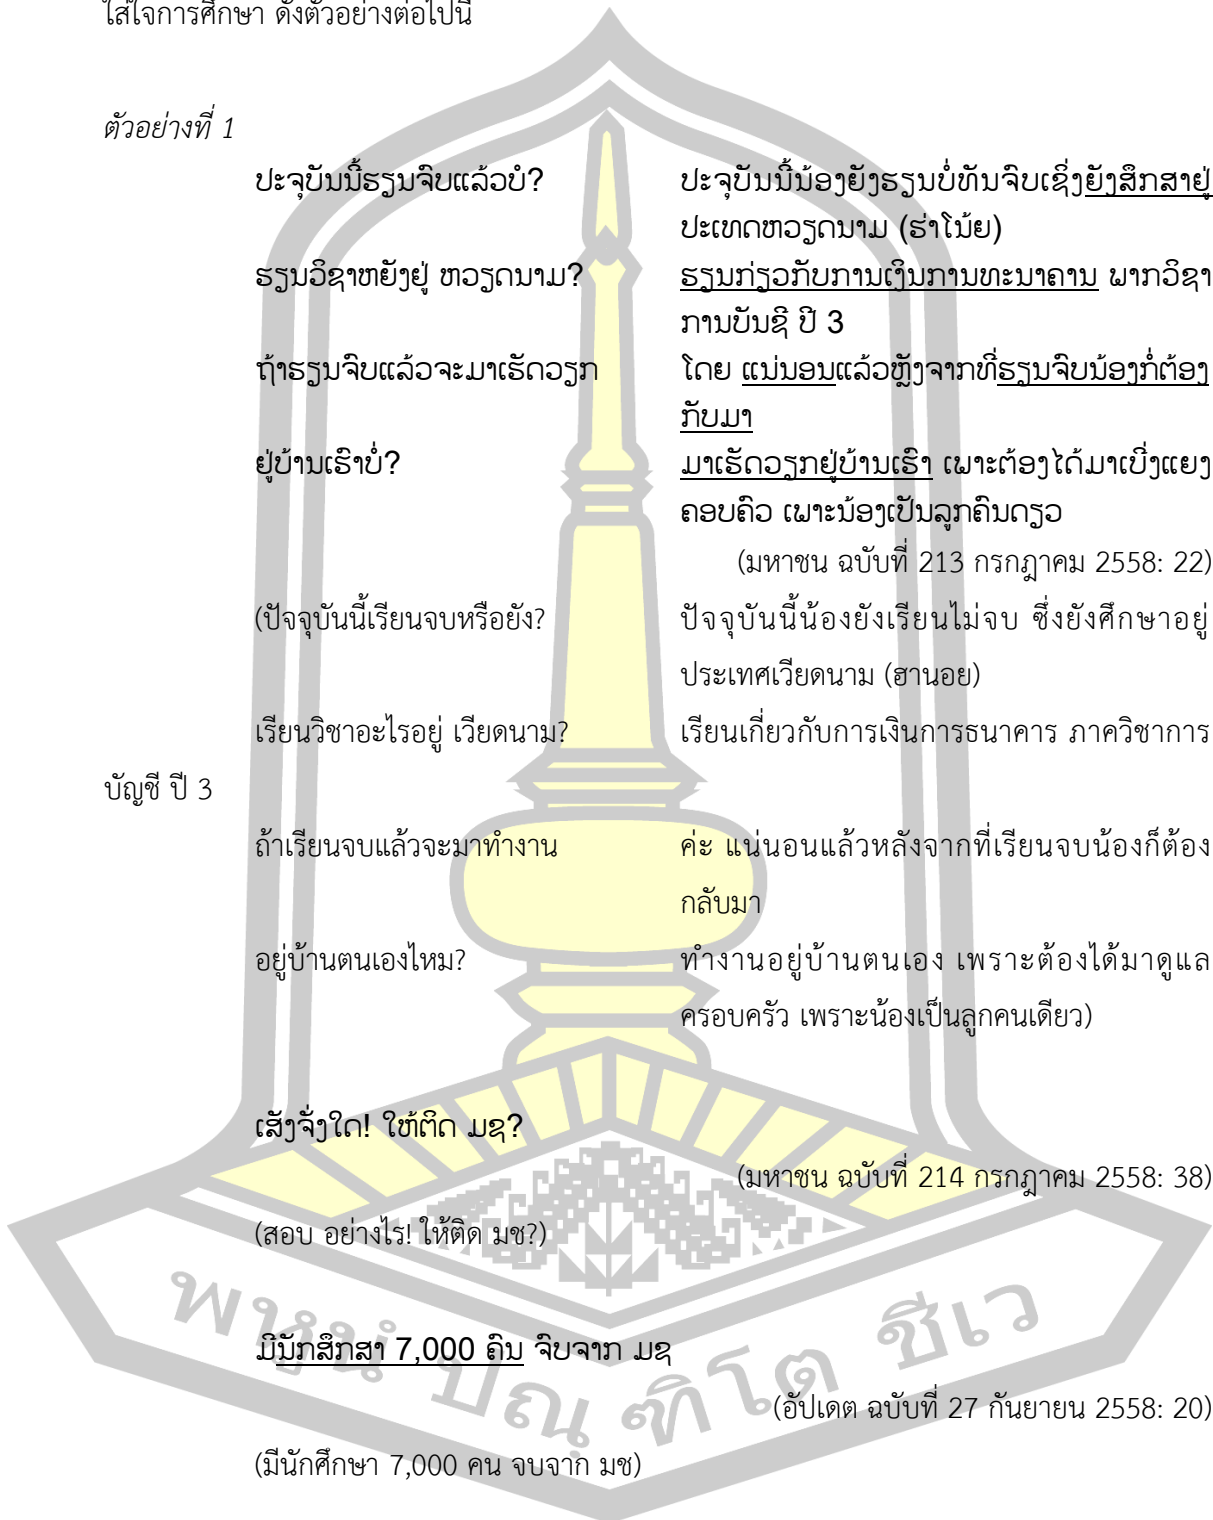 ใส่ใจการศึกษา ดังตัวอย่างต่อไปนี้
ตัวอย่างที่ 1
ປະຈຸບັນນີ້ຮຽນຈົບແລ້ວບໍ? ປະຈຸບັນນີ້ນ້ອງຍັງຮຽນບໍ່ທັນຈົບເຊິ່ງຍັງສຶກສາຢູ່
ປະເທດຫວຽດນາມ (ຮ່າໂນ້ຍ)
ຮຽນວິຊາຫຍັງຢູ່ ຫວຽດນາມ? ຮຽນກ່ຽວກັບການເງິນການທະນາຄານ ພາກວິຊາ
ການບັນຊີ ປີ 3
ຖ້າຮຽນຈົບແລ້ວຈະມາເຮັດວຽກ ໂດຍ ແນ່ນອນແລ້ວຫຼັງຈາກທີ່ຮຽນຈົບນ້ອງກໍ່ຕ້ອງ
ກັບມາ
ຢູ່ບ້ານເຮົາບໍ່? ມາເຮັດວຽກຢູ່ບ້ານເຮົາ ເພາະຕ້ອງໄດ້ມາເບິ່ງແຍງ
ຄອບຄົວ ເພາະນ້ອງເປັນລູກຄົນດຽວ
(มหาชน ฉบับที่ 213 กรกฎาคม 2558: 22)
(ปัจจุบันนี้เรียนจบหรือยัง? ปัจจุบันนี้น้องยังเรียนไม่จบ ซึ่งยังศึกษาอยู่
ประเทศเวียดนาม (ฮานอย)
เรียนวิชาอะไรอยู่ เวียดนาม? เรียนเกี่ยวกับการเงินการธนาคาร ภาควิชาการ
บัญชี ปี 3
ถ้าเรียนจบแล้วจะมาทำงาน ค่ะ แน่นอนแล้วหลังจากที่เรียนจบน้องก็ต้อง
กลับมา
อยู่บ้านตนเองไหม? ทำงานอยู่บ้านตนเอง เพราะต้องได้มาดูแล
ครอบครัว เพราะน้องเป็นลูกคนเดียว)
ເສັງຈັ່ງໃດ! ໃຫ້ຕິດ ມຊ?
(มหาชน ฉบับที่ 214 กรกฎาคม 2558: 38)
(สอบ อย่างไร! ให้ติด มช?)
ມີນັກສຶກສາ 7,000 ຄົນ ຈົບຈາກ ມຊ
(อัปเดต ฉบับที่ 27 กันยายน 2558: 20)
(มีนักศึกษา 7,000 คน จบจาก มช)
พหุนํ ปณฺฑิโต ชีเว